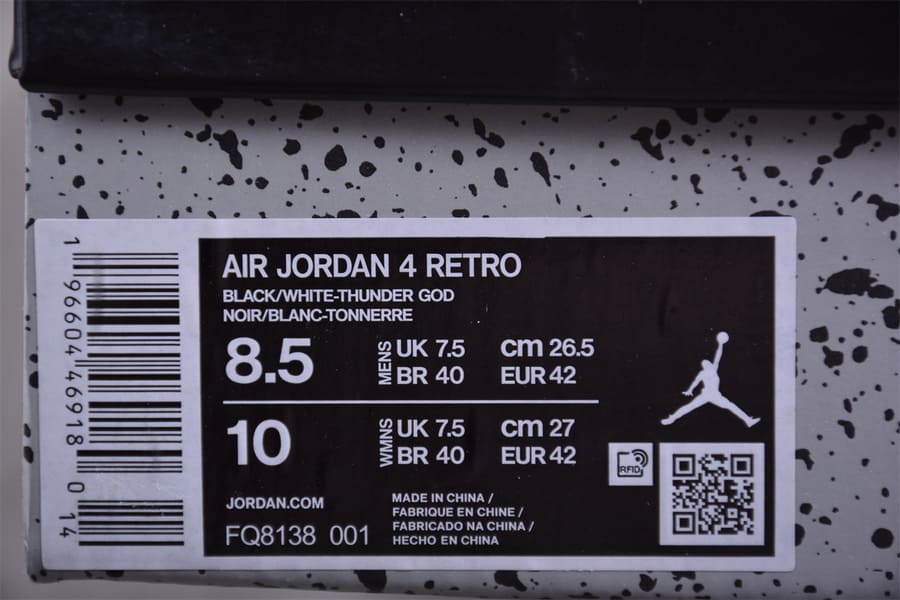 1 96604 46918 0 14
AIR JORDAN 4 RETRO
BLACK/WHITE-THUNDER GOD
NOIR/BLANC-TONNERRE
8.5 MENS UK 7.5 cm 26.5
BR 40 EUR 42
10 WMNS UK 7.5 cm 27
BR 40 EUR 42
RFID
JORDAN.COM
FQ8138 001
MADE IN CHINA /
FABRIQUE EN CHINE /
FABRICADO NA CHINA /
HECHO EN CHINA